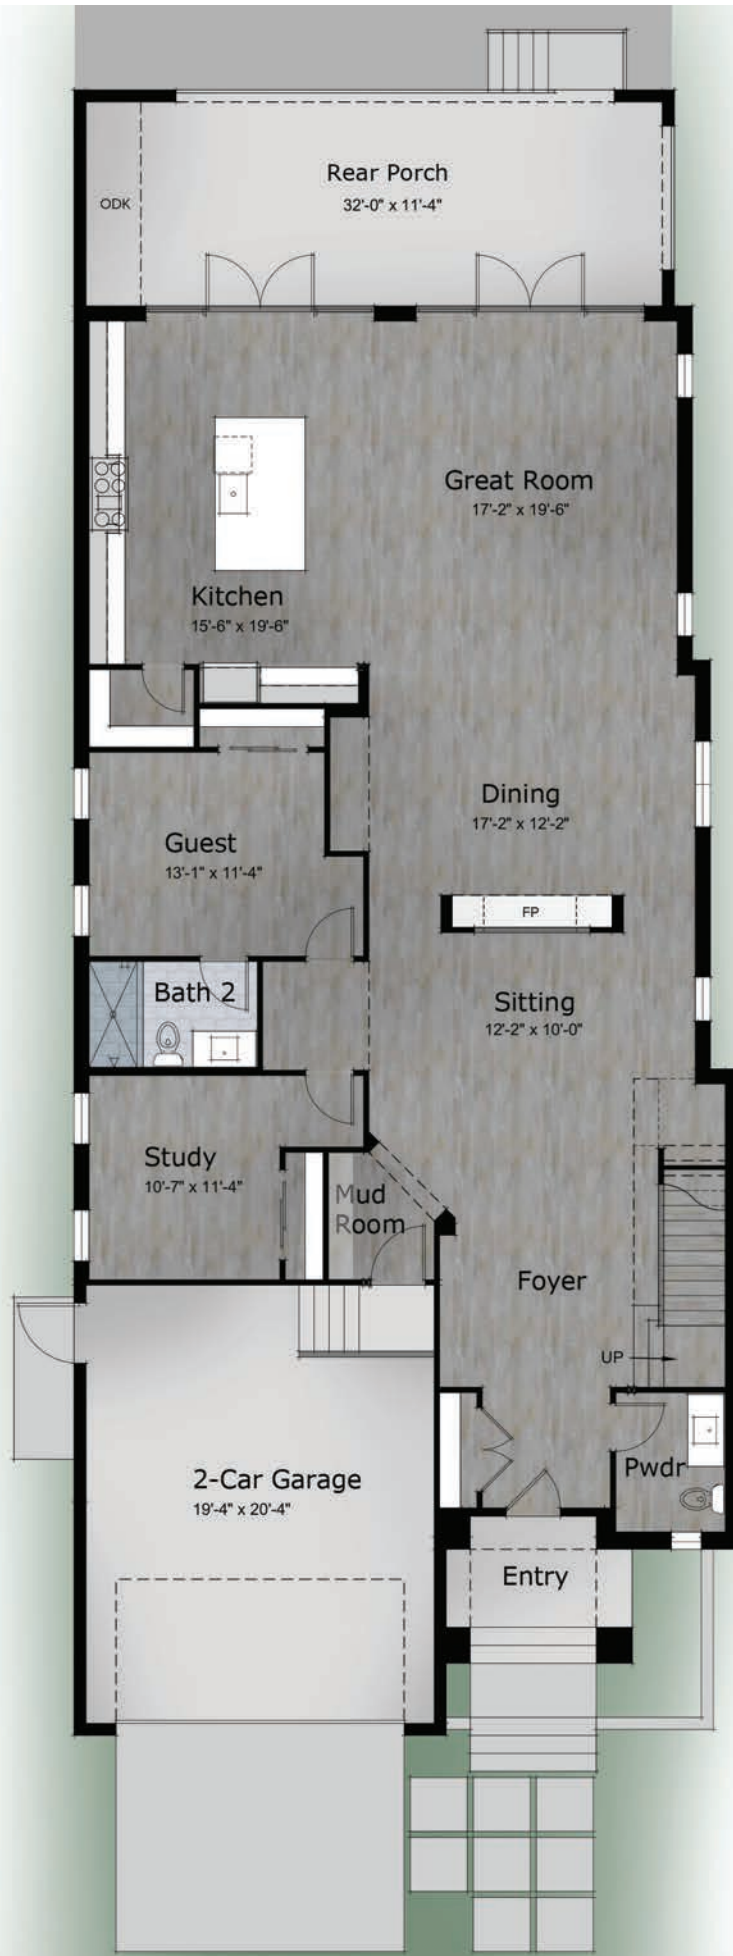 Rear Porch
32'-0" x 11'-4"
ODK
Great Room
17'-2" x 19'-6"
Kitchen
15'-6" x 19'-6"
Dining
17'-2" x 12'-2"
Guest
13'-1" x 11'-4"
FP
Bath 2
Sitting
12'-2" x 10'-0"
Study
10'-7" x 11'-4"
Mud
Room
Foyer
UP
2-Car Garage
19'-4" x 20'-4"
Pwdr
Entry